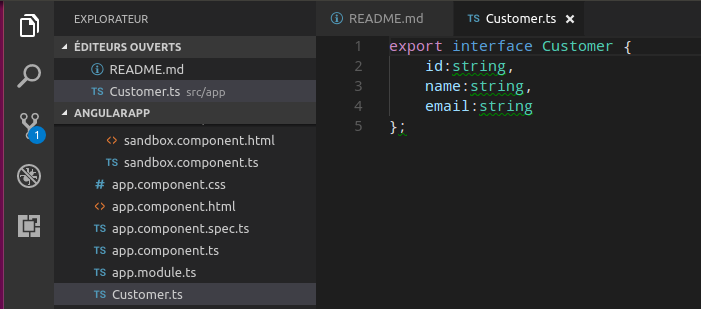 EXPLORATEUR
ÉDITEURS OUVERTS
README.md
Customer.ts src/app
ANGULARAPP
sandbox.component.html
TS sandbox.component.ts
# app.component.css
<> app.component.html
TS app.component.spec.ts
TS app.component.ts
TS app.module.ts
TS Customer.ts
1
README.md
TS Customer.ts ×
1 export interface Customer {
2 id:string,
3 name:string,
4 email:string
5 };